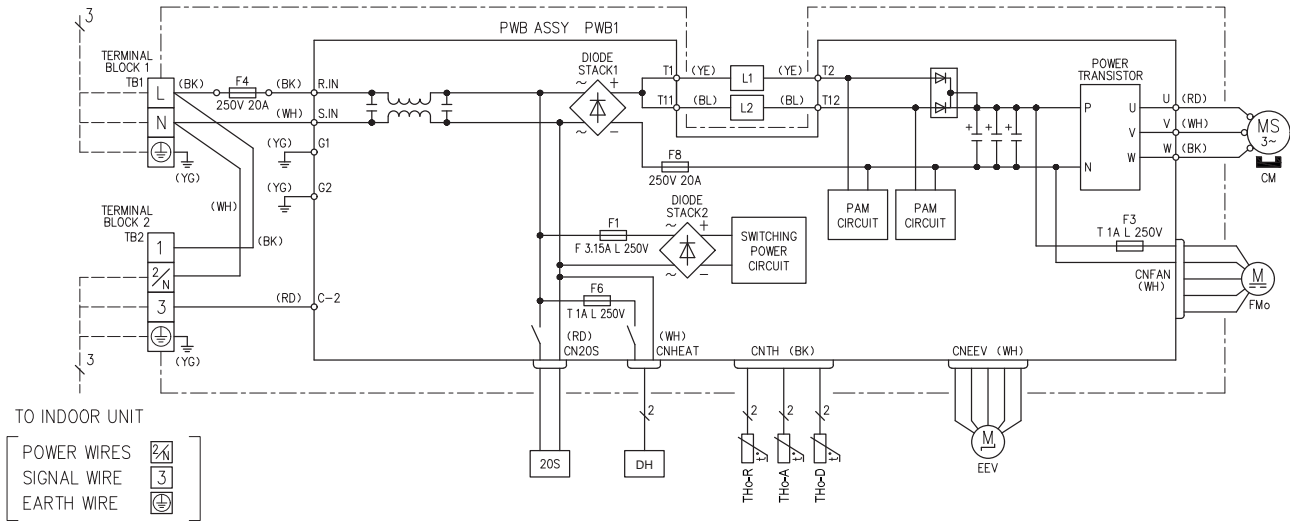 3
PWB ASSY PWB1
TERMINAL
BLOCK 1
TB1
L
N
(BK)
F4
250V 20A
(BK)
R.IN
(WH)
S.IN
(YG)
G1
(YG)
(YG)
G2
(WH)
(BK)
DIODE
STACK1
~
+
~
−
T1
(YE)
L1
(YE)
T2
T11
(BL)
L2
(BL)
T12
F8
250V 20A
POWER
TRANSISTOR
P
U
V
N
W
+
+
+
U
(RD)
V
(WH)
W
(BK)
MS
3~
CM
PAM
CIRCUIT
PAM
CIRCUIT
TERMINAL
BLOCK 2
TB2
1
2/N
3
(RD)
C-2
(YG)
3
F1
F 3.15A L 250V
DIODE
STACK2
~
+
~
−
SWITCHING
POWER
CIRCUIT
F6
T 1A L 250V
F3
T 1A L 250V
CNFAN
(WH)
M
FMo
(RD)
CN20S
(WH)
CNHEAT
CNTH (BK)
CNEEV (WH)
2
2
2
2
20S
DH
t°
t°
t°
THo-R
THo-A
THo-D
M
EEV
TO INDOOR UNIT
POWER WIRES 2/N
SIGNAL WIRE 3
EARTH WIRE